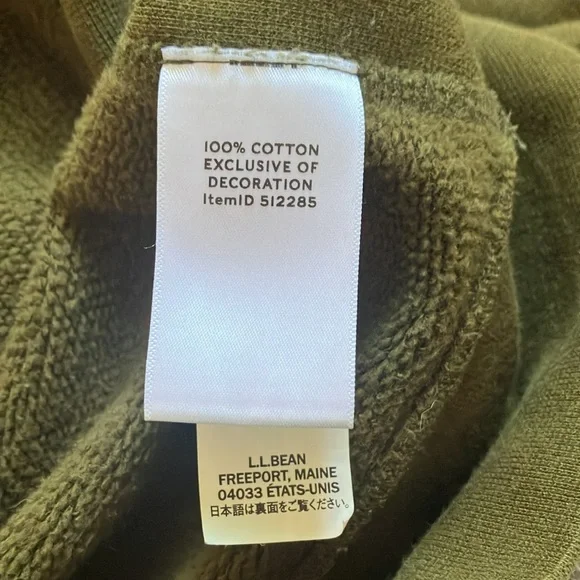 100% COTTON
EXCLUSIVE OF
DECORATION
ItemID 512285
L.L.BEAN
FREEPORT, MAINE
04033 ÉTATS-UNIS
日本語は裏面をご覧ください。